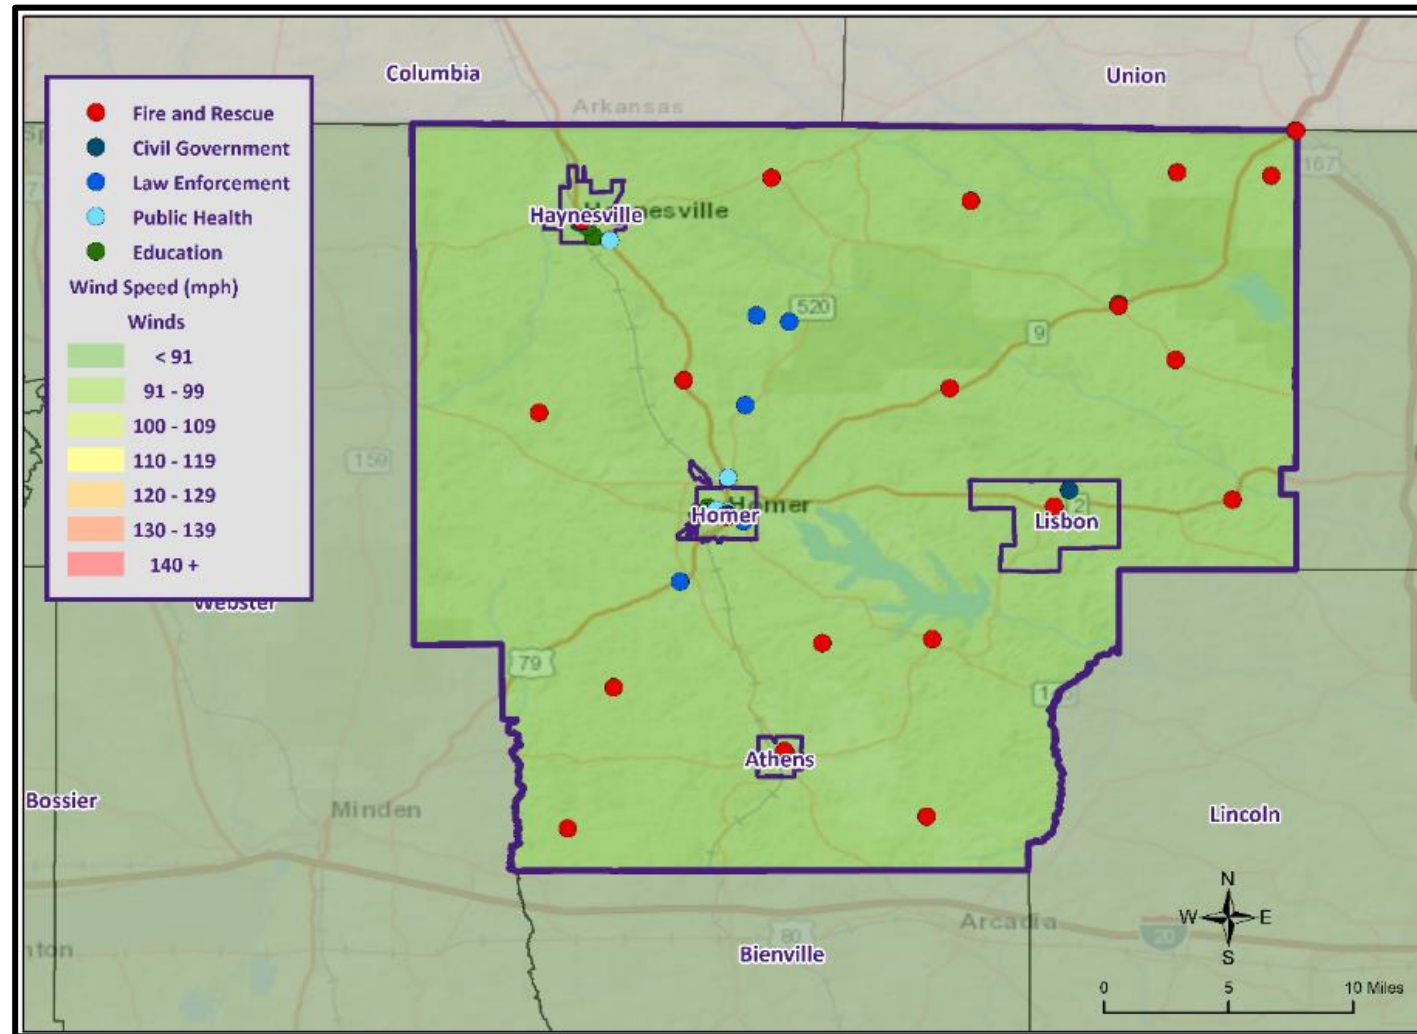 Columbia
Union
Arkansas
Fire and Rescue
Civil Government
Law Enforcement
Public Health
Education
Wind Speed (mph)
Winds
< 91
91 - 99
100 - 109
110 - 119
120 - 129
130 - 139
140 +
167
Haynesville
520
9
159
Homer
Homer
2
Lisbon
Webster
79
Athens
Bossier
Minden
Lincoln
Arcadia
80
20
Bienville
N
W
E
S
0
5
10 Miles